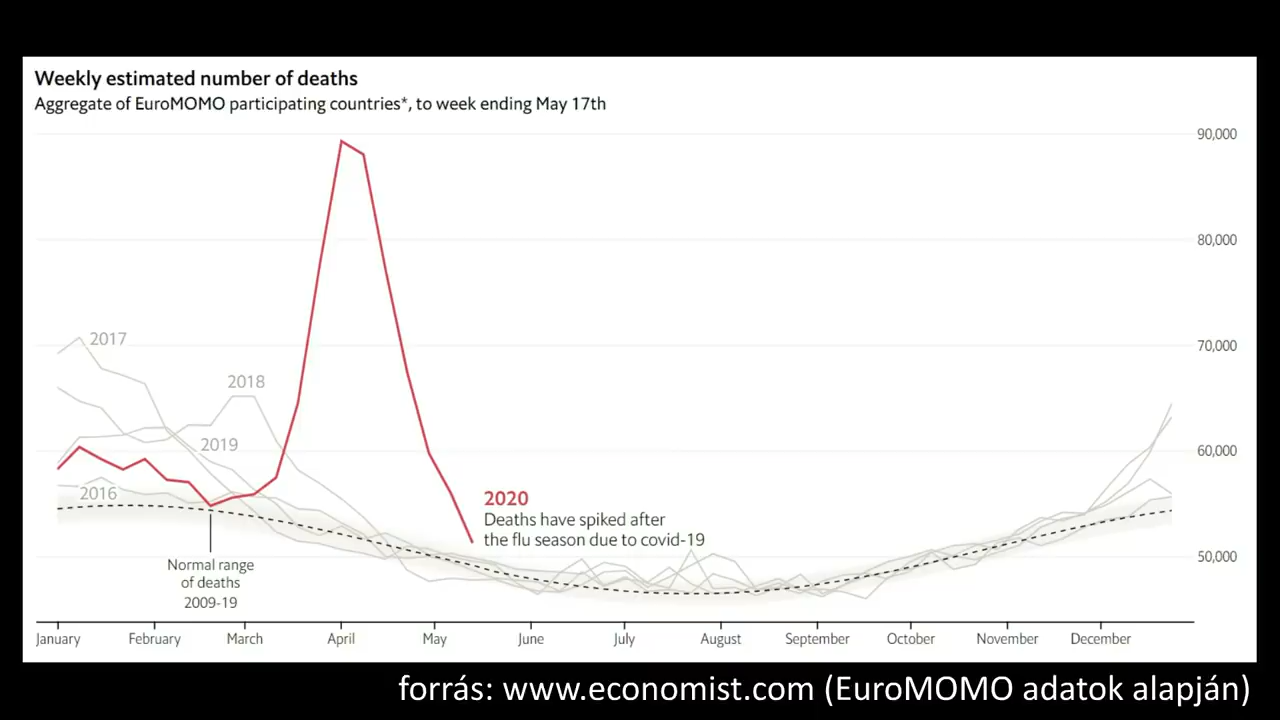 Weekly estimated number of deaths
Aggregate of EuroMOMO participating countries*, to week ending May 17th
90,000
80,000
70,000
60,000
50,000
2017
2018
2019
2016
2020
Deaths have spiked after
the flu season due to covid-19
Normal range
of deaths
2009-19
January February March April May June July August September October November December
forrás: www.economist.com (EuroMOMO adatok alapján)